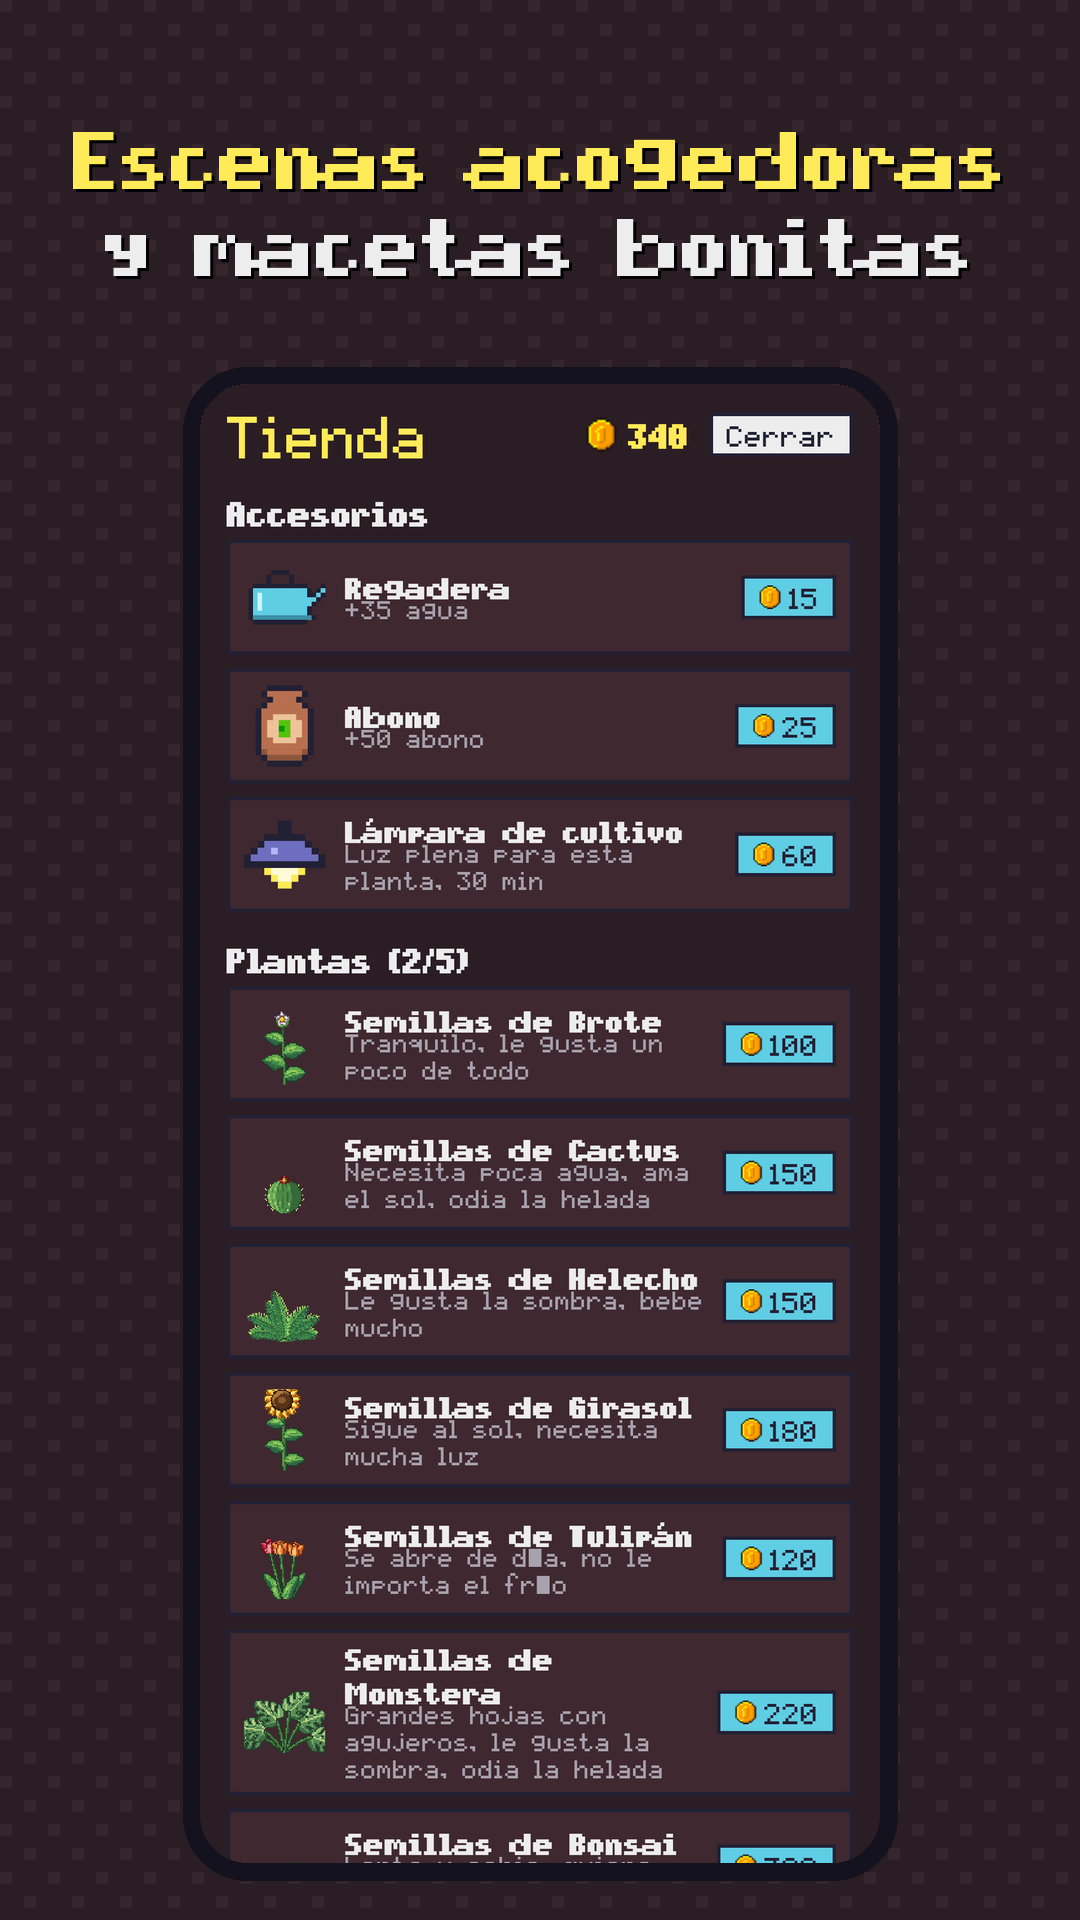 Escenas acogedoras
y macetas bonitas
Tienda
340
Cerrar
Accesorios
Regadera
+35 agua
15
Abono
+50 abono
25
Lámpara de cultivo
Luz plena para esta
planta, 30 min
60
Plantas (2/5)
Semillas de Brote
Tranquilo, le gusta un
poco de todo
100
Semillas de Cactus
Necesita poca agua, ama
el sol, odia la helada
150
Semillas de Helecho
Le gusta la sombra, bebe
mucho
150
Semillas de Girasol
Sigue al sol, necesita
mucha luz
180
Semillas de Tulipán
Se abre de d█a, no le
importa el fr█o
120
Semillas de
Monstera
Grandes hojas con
agujeros, le gusta la
sombra, odia la helada
220
Semillas de Bonsai